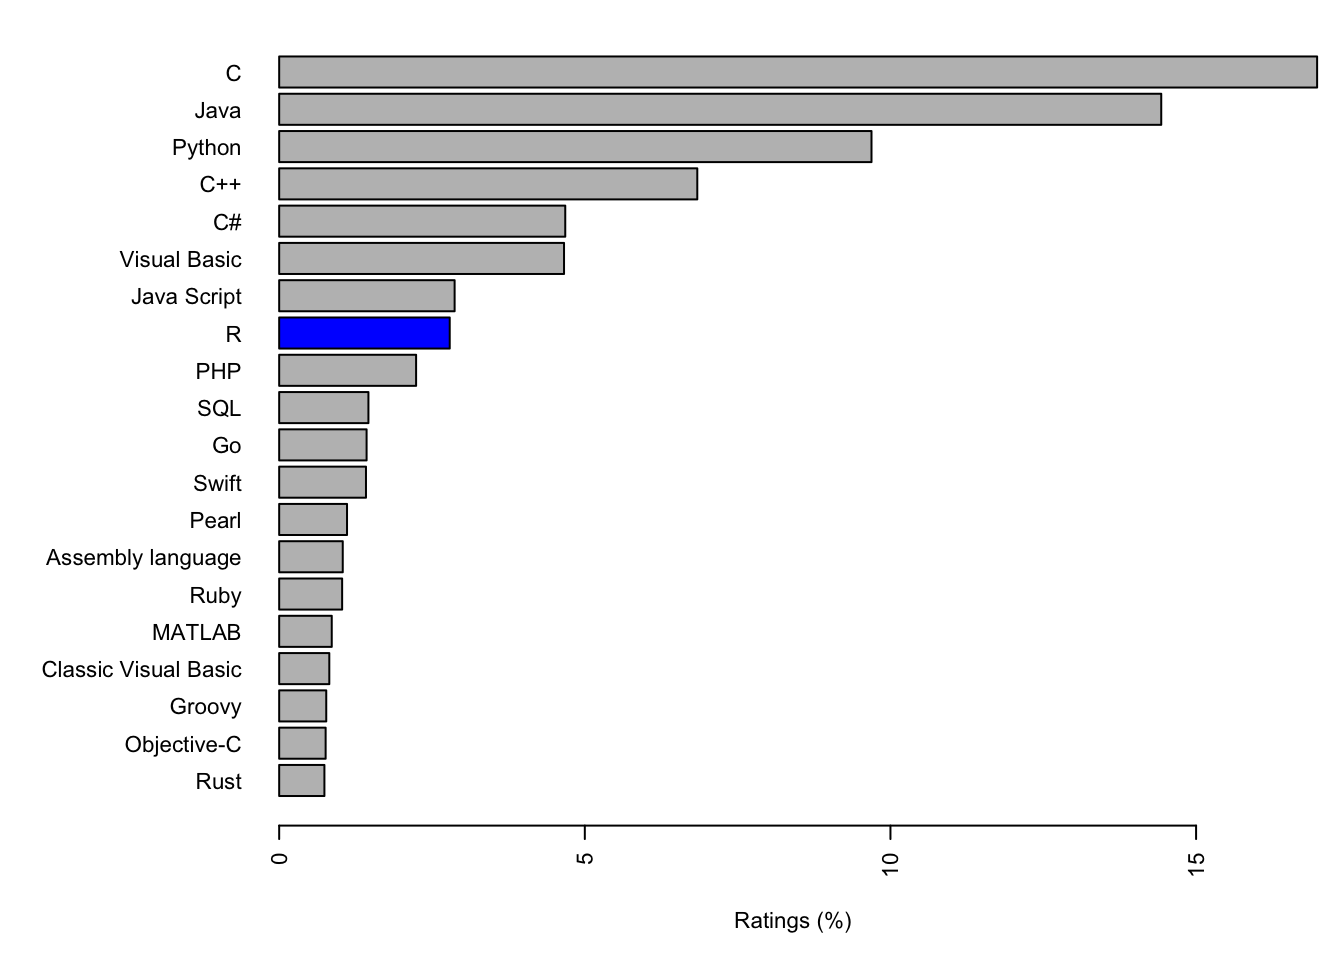 C
Java
Python
C++
C#
Visual Basic
Java Script
R
PHP
SQL
Go
Swift
Pearl
Assembly language
Ruby
MATLAB
Classic Visual Basic
Groovy
Objective-C
Rust
0 5 10 15
Ratings (%)